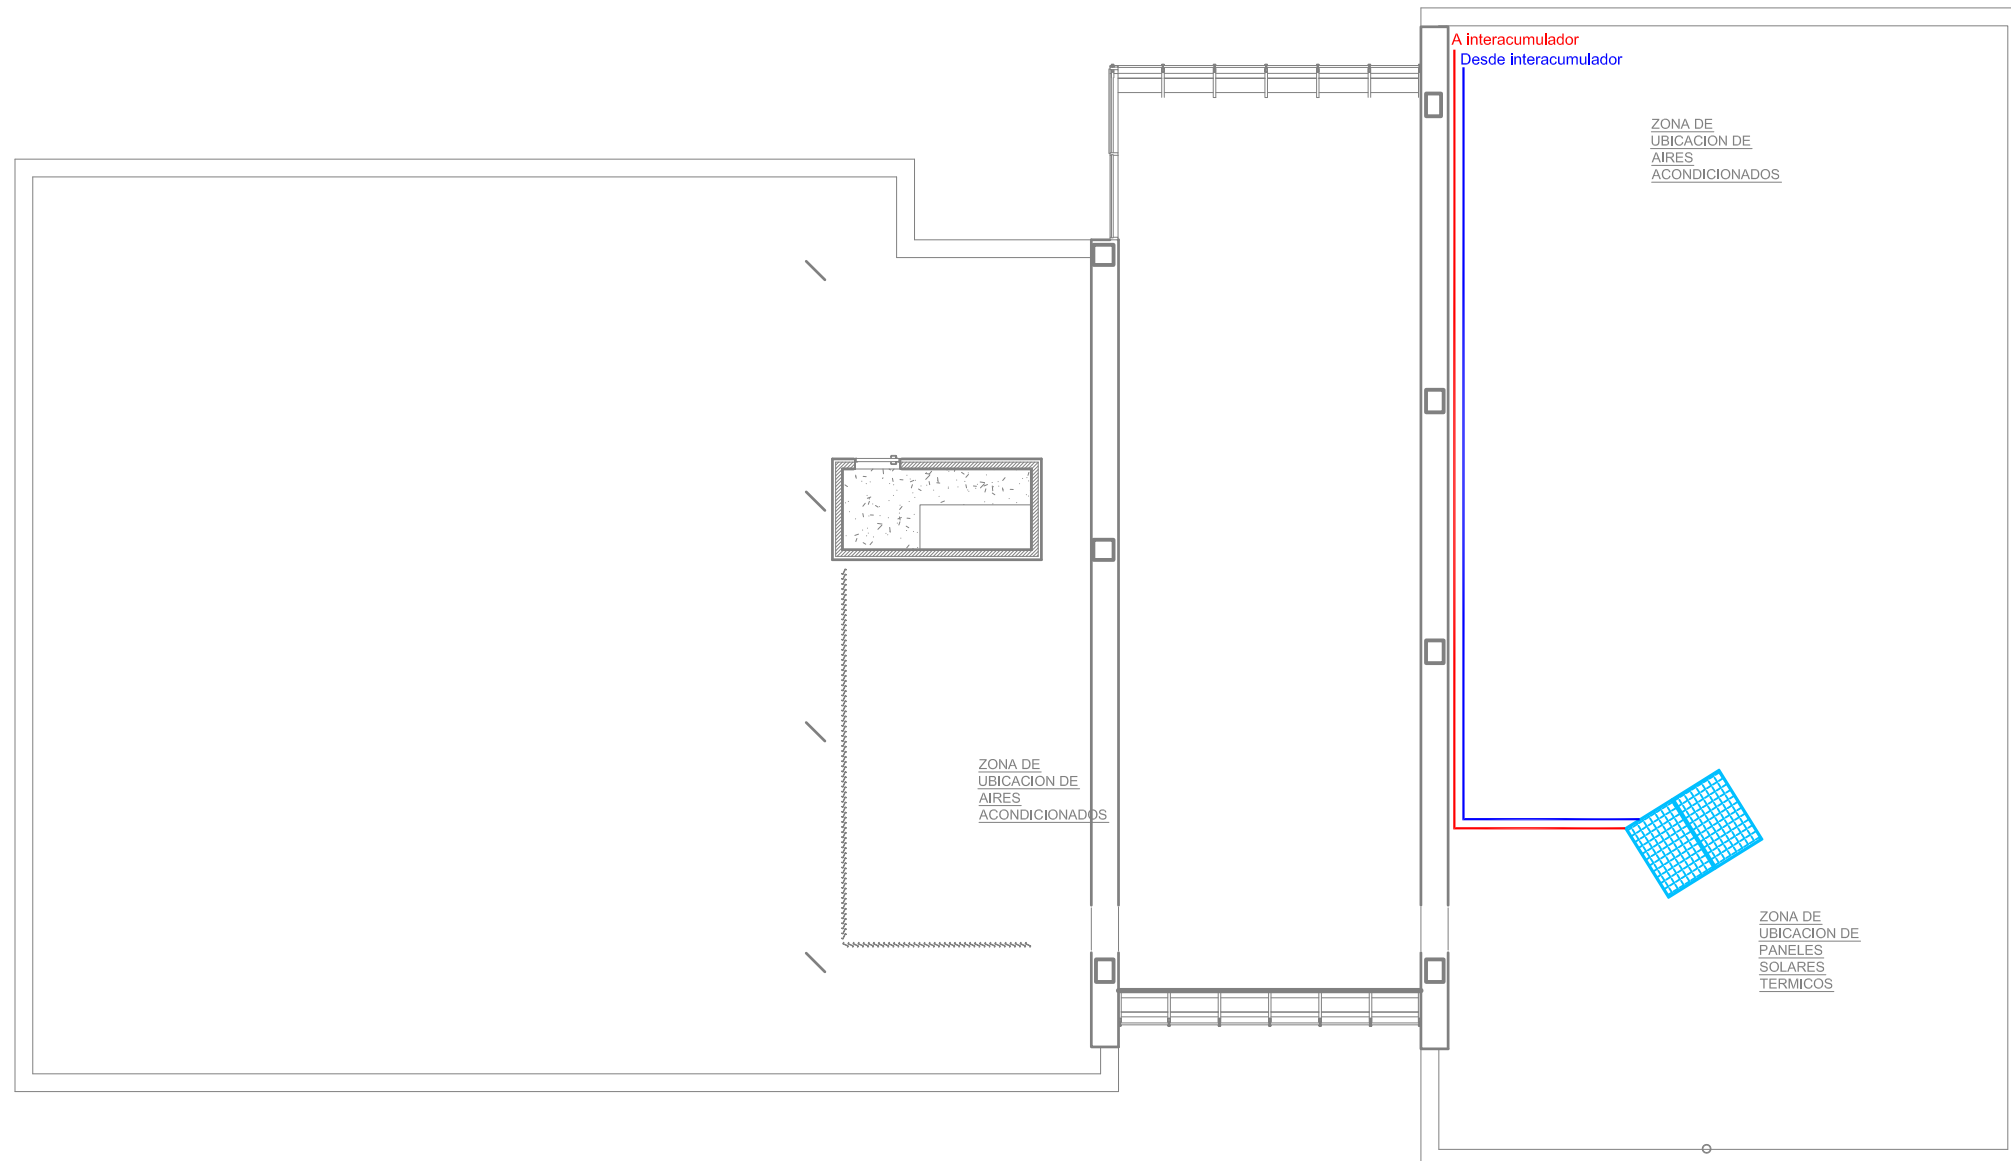 A interacumulador
Desde interacumulador
ZONA DE
UBICACION DE
AIRES
ACONDICIONADOS
ZONA DE
UBICACION DE
AIRES
ACONDICIONADOS
ZONA DE
UBICACION DE
PANELES
SOLARES
TERMICOS